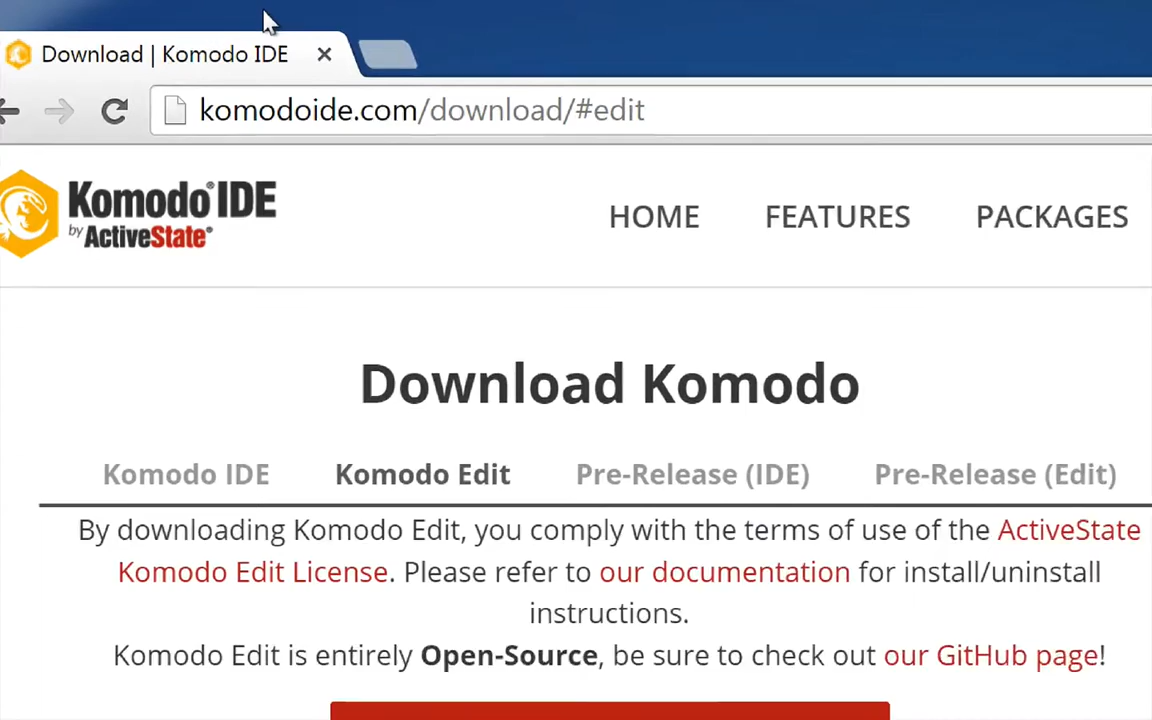 Download | Komodo IDE
komodoide.com/download/#edit
Komodo® IDE
by ActiveState®
HOME FEATURES PACKAGES
Download Komodo
Komodo IDE Komodo Edit Pre-Release (IDE) Pre-Release (Edit)
By downloading Komodo Edit, you comply with the terms of use of the ActiveState
Komodo Edit License. Please refer to our documentation for install/uninstall
instructions.
Komodo Edit is entirely Open-Source, be sure to check out our GitHub page!